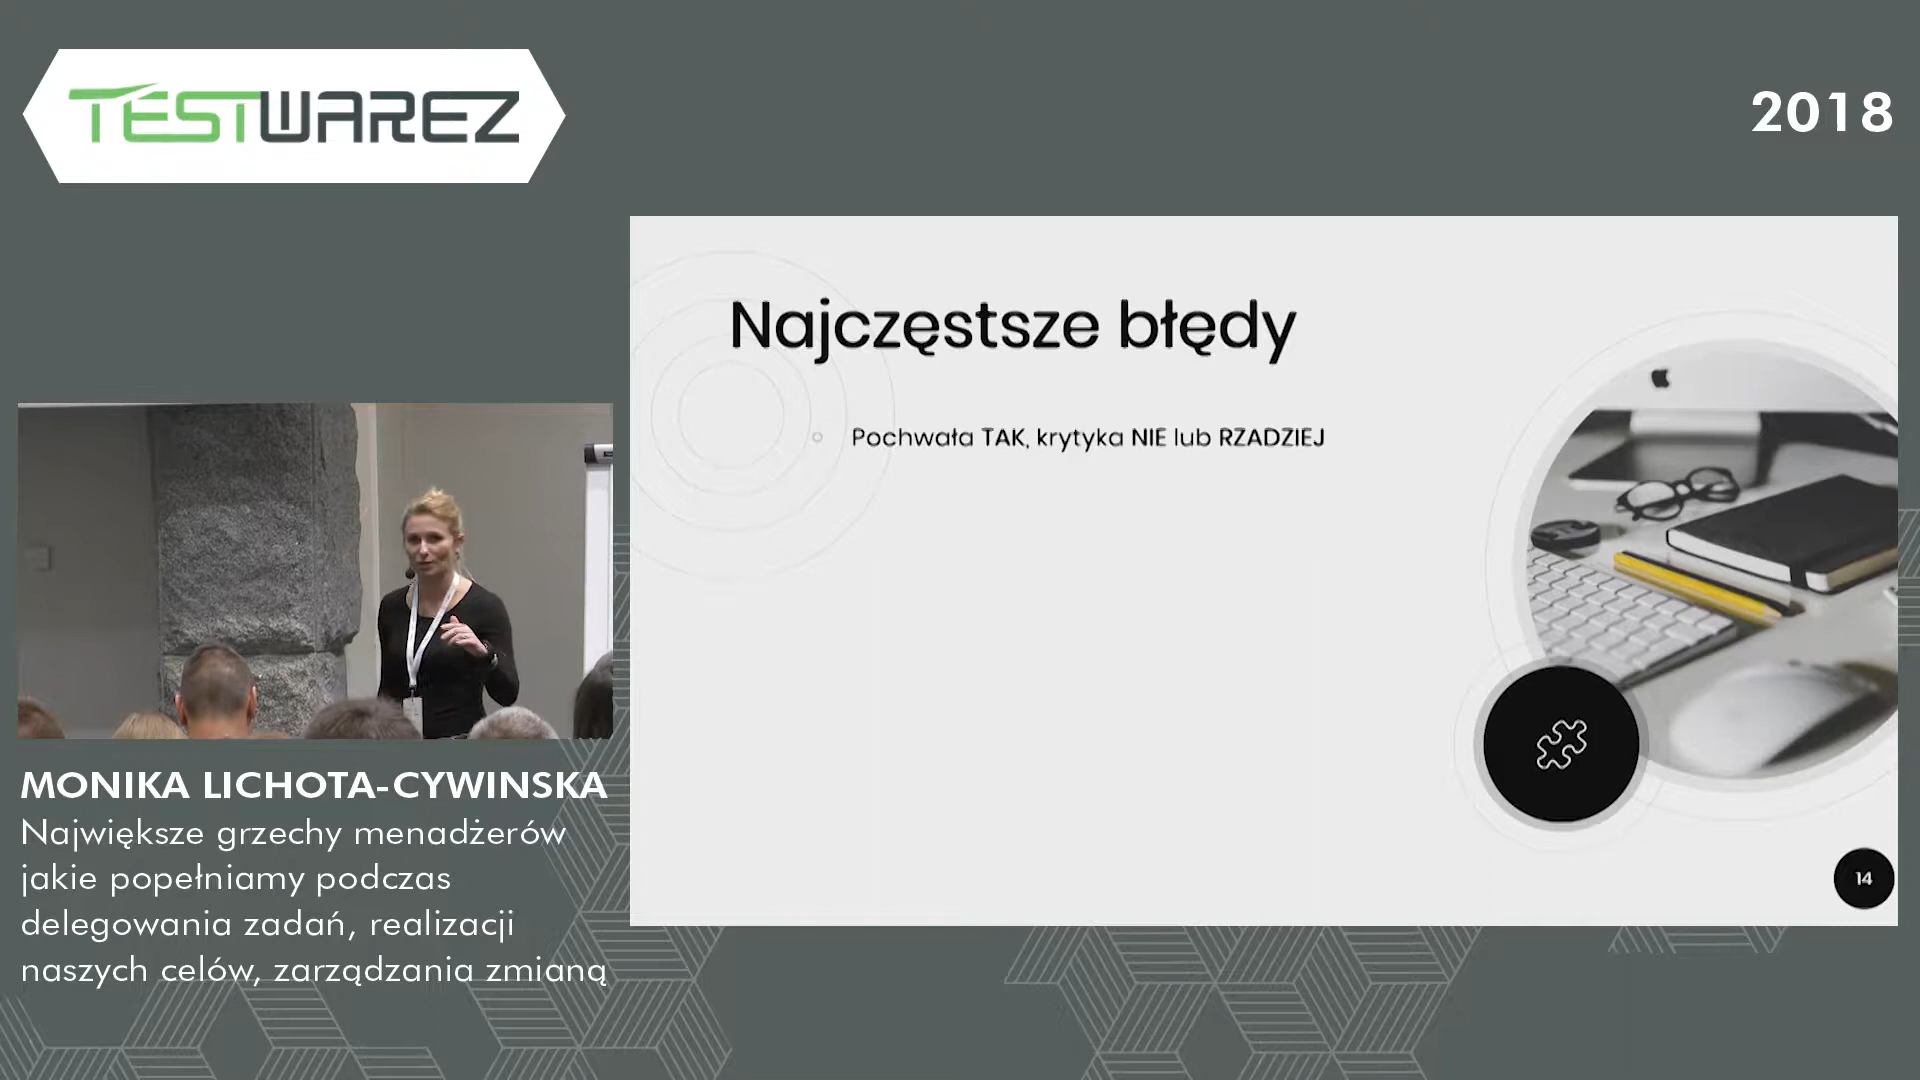 TESTWAREZ
2018
Najczęstsze błędy
Pochwała TAK, krytyka NIE lub RZADZIEJ
14
MONIKA LICHOTA-CYWINSKA
Największe grzechy menadżerów
jakie popełniamy podczas
delegowania zadań, realizacji
naszych celów, zarządzania zmianą